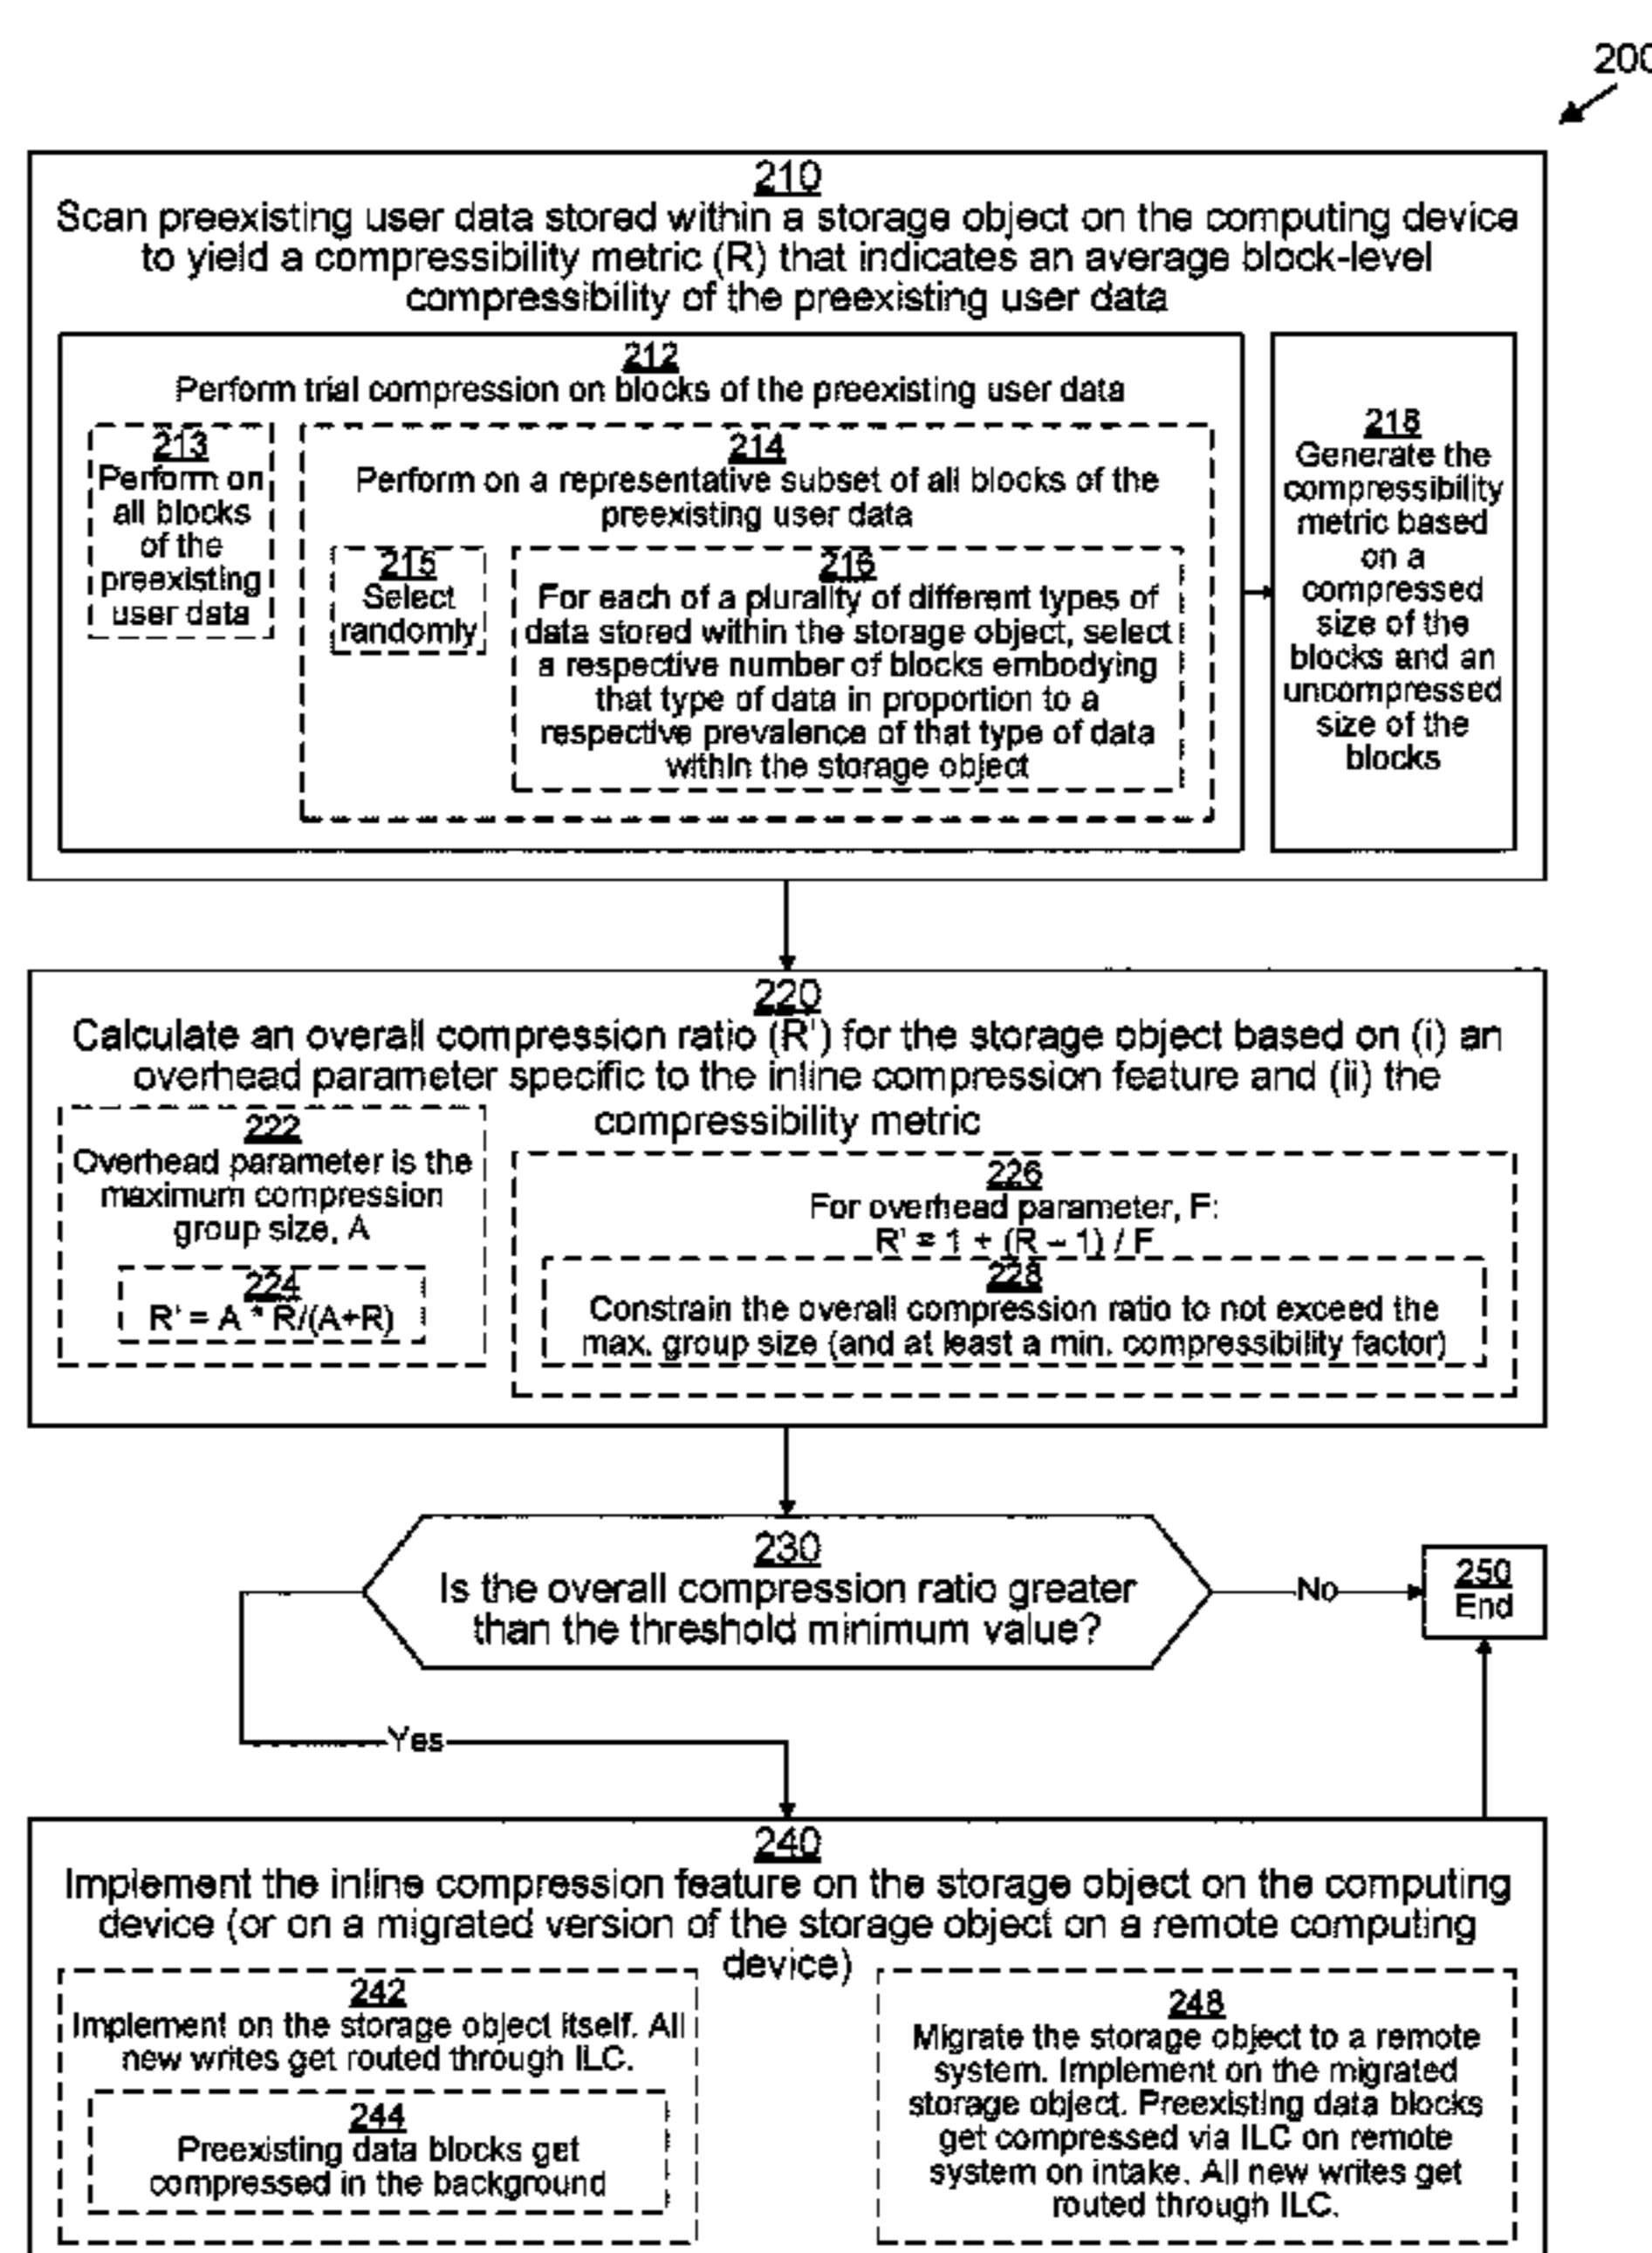 200
210
Scan preexisting user data stored within a storage object on the computing device
to yield a compressibility metric (R) that indicates an average block-level
compressibility of the preexisting user data
212
Perform trial compression on blocks of the preexisting user data
213
Perform on
all blocks
of the
preexisting
user data
214
Perform on a representative subset of all blocks of the
preexisting user data
215
Select
randomly
216
For each of a plurality of different types of
data stored within the storage object, select
a respective number of blocks embodying
that type of data in proportion to a
respective prevalence of that type of data
within the storage object
218
Generate the
compressibility
metric based
on a
compressed
size of the
blocks and an
uncompressed
size of the
blocks
220
Calculate an overall compression ratio (R') for the storage object based on (i) an
overhead parameter specific to the inline compression feature and (ii) the
compressibility metric
222
Overhead parameter is the
maximum compression
group size, A
224
R' = A * R/(A+R)
226
For overhead parameter, F:
R' = 1 + (R – 1) / F
228
Constrain the overall compression ratio to not exceed the
max. group size (and at least a min. compressibility factor)
230
Is the overall compression ratio greater
than the threshold minimum value?
No
250
End
Yes
240
Implement the inline compression feature on the storage object on the computing
device (or on a migrated version of the storage object on a remote computing
device)
242
Implement on the storage object itself. All
new writes get routed through ILC.
244
Preexisting data blocks get
compressed in the background
248
Migrate the storage object to a remote
system. Implement on the migrated
storage object. Preexisting data blocks
get compressed via ILC on remote
system on intake. All new writes get
routed through ILC.